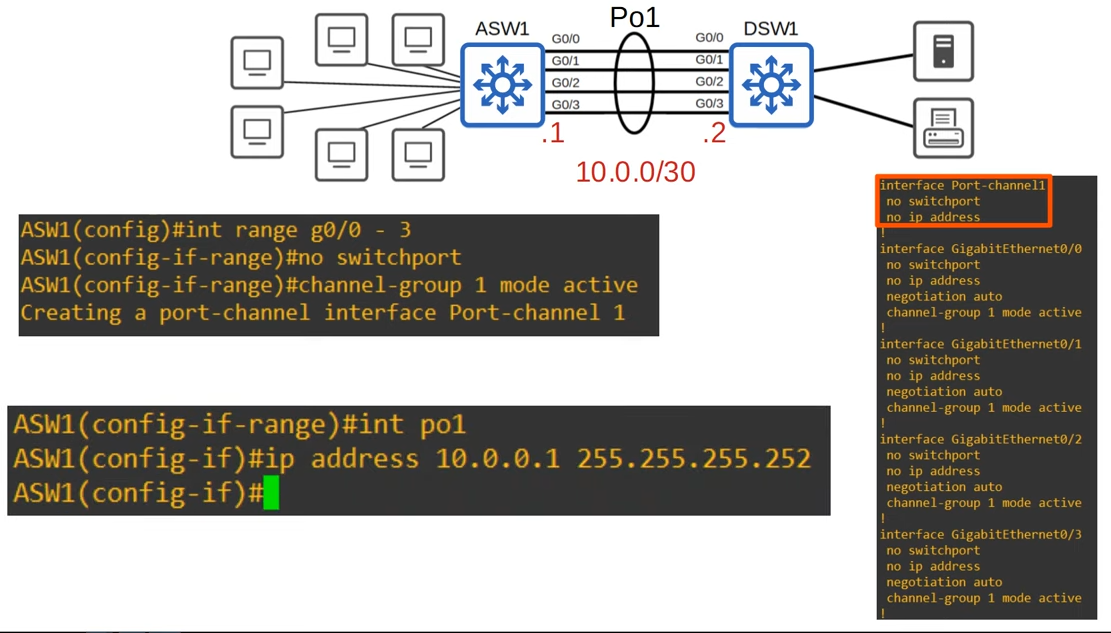 Po1
ASW1
DSW1
G0/0
G0/0
G0/1
G0/1
G0/2
G0/2
G0/3
G0/3
.1
.2
10.0.0/30
ASW1(config)#int range g0/0 - 3
ASW1(config-if-range)#no switchport
ASW1(config-if-range)#channel-group 1 mode active
Creating a port-channel interface Port-channel 1
ASW1(config-if-range)#int po1
ASW1(config-if)#ip address 10.0.0.1 255.255.255.252
ASW1(config-if)#
interface Port-channel1
no switchport
no ip address
!
interface GigabitEthernet0/0
no switchport
no ip address
negotiation auto
channel-group 1 mode active
!
interface GigabitEthernet0/1
no switchport
no ip address
negotiation auto
channel-group 1 mode active
!
interface GigabitEthernet0/2
no switchport
no ip address
negotiation auto
channel-group 1 mode active
!
interface GigabitEthernet0/3
no switchport
no ip address
negotiation auto
channel-group 1 mode active
!